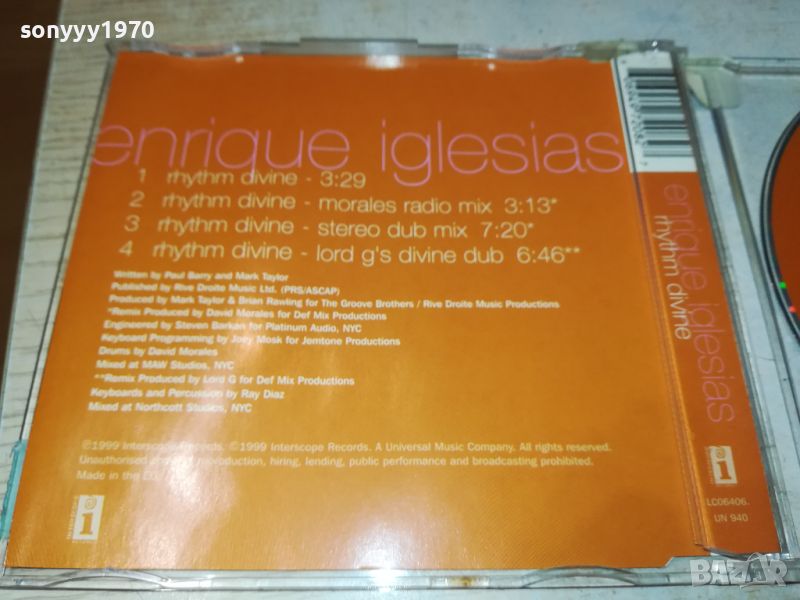 sonyyy1970
enrique iglesias
1 rhythm divine - 3:29
2 rhythm divine - morales radio mix 3:13*
3 rhythm divine - stereo dub mix 7:20*
4 rhythm divine - lord g's divine dub 6:46**
Written by Paul Barry and Mark Taylor
Published by Rive Droite Music Ltd. (PRS/ASCAP)
Produced by Mark Taylor & Brian Rawling for The Groove Brothers / Rive Droite Music Productions
*Remix Produced by David Morales for Def Mix Productions
Engineered by Steven Barkan for Platinum Audio, NYC
Keyboard Programming by Joey Mosk for Jemtone Productions
Drums by David Morales
Mixed at MAW Studios, NYC
**Remix Produced by Lord G for Def Mix Productions
Keyboards and Percussion by Ray Diaz
Mixed at Northcott Studios, NYC
℗1999 Interscope Records. ©1999 Interscope Records. A Universal Music Company. All rights reserved.
Unauthorised hiring, lending, public performance and broadcasting prohibited.
Made in the
interscope
enrique iglesias
rhythm divine
LC06406.
UN 940
BAZAR